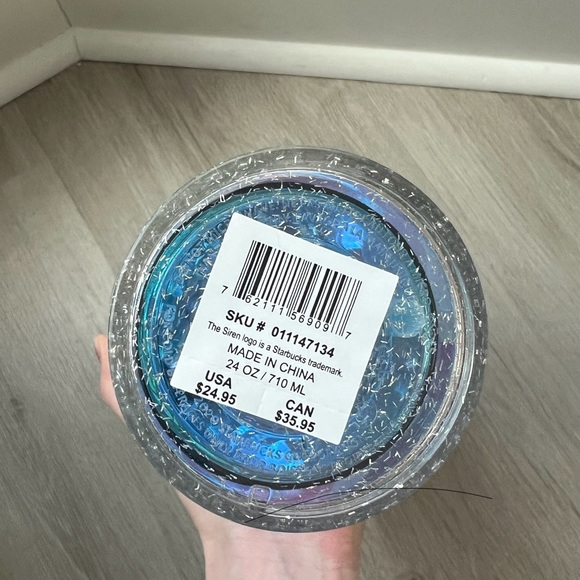 7 62111 56909 7
SKU # 011147134
The Siren logo is a Starbucks trademark.
MADE IN CHINA
24 OZ / 710 ML
USA CAN
$24.95 $35.95